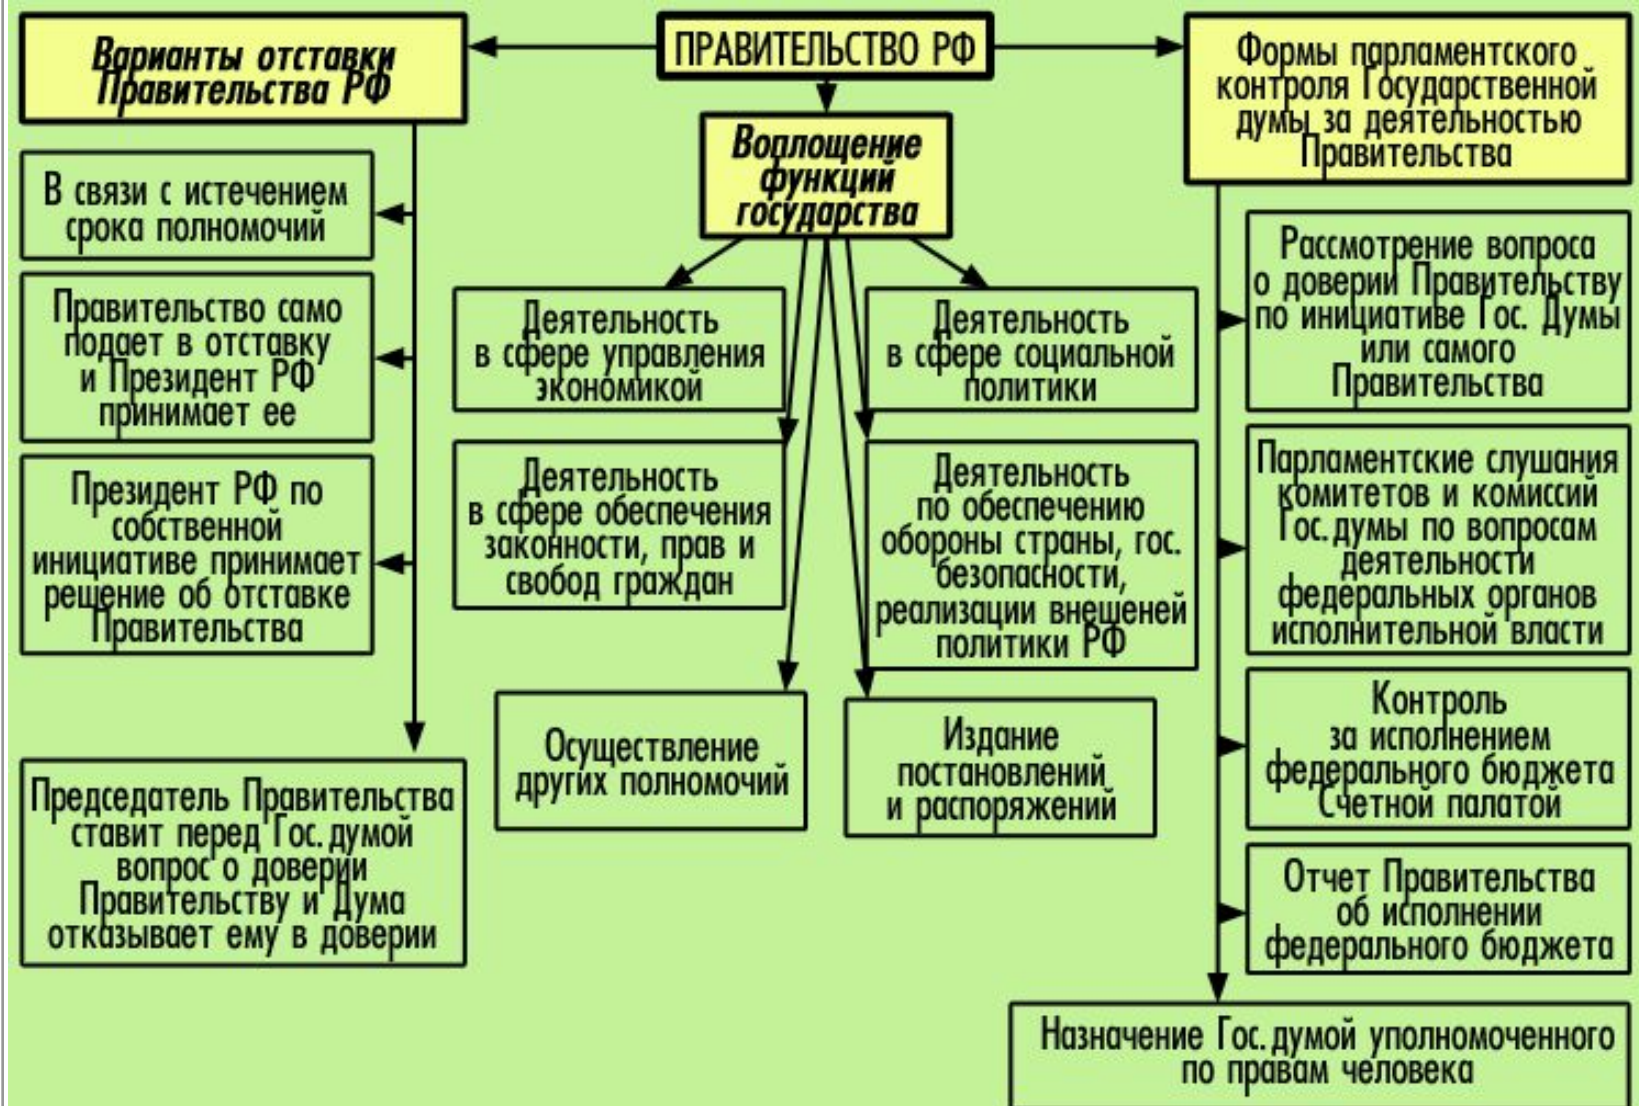 ПРАВИТЕЛЬСТВО РФ
Варианты отставки
Правительства РФ
В связи с истечением
срока полномочий
Правительство само
подает в отставку
и Президент РФ
принимает ее
Президент РФ по
собственной
инициативе принимает
решение об отставке
Правительства
Председатель Правительства
ставит перед Гос. думой
вопрос о доверии
Правительству и Дума
отказывает ему в доверии
Воплощение
функций
государства
Деятельность
в сфере управления
экономикой
Деятельность
в сфере социальной
политики
Деятельность
в сфере обеспечения
законности, прав и
свобод граждан
Деятельность
по обеспечению
обороны страны, гос.
безопасности,
реализации внешеней
политики РФ
Осуществление
других полномочий
Издание
постановлений
и распоряжений
Формы парламентского
контроля Государственной
думы за деятельностью
Правительства
Рассмотрение вопроса
о доверии Правительству
по инициативе Гос. Думы
или самого
Правительства
Парламентские слушания
комитетов и комиссий
Гос. думы по вопросам
деятельности
федеральных органов
исполнительной власти
Контроль
за исполнением
федерального бюджета
Счетной палатой
Отчет Правительства
об исполнении
федерального бюджета
Назначение Гос. думой уполномоченного
по правам человека